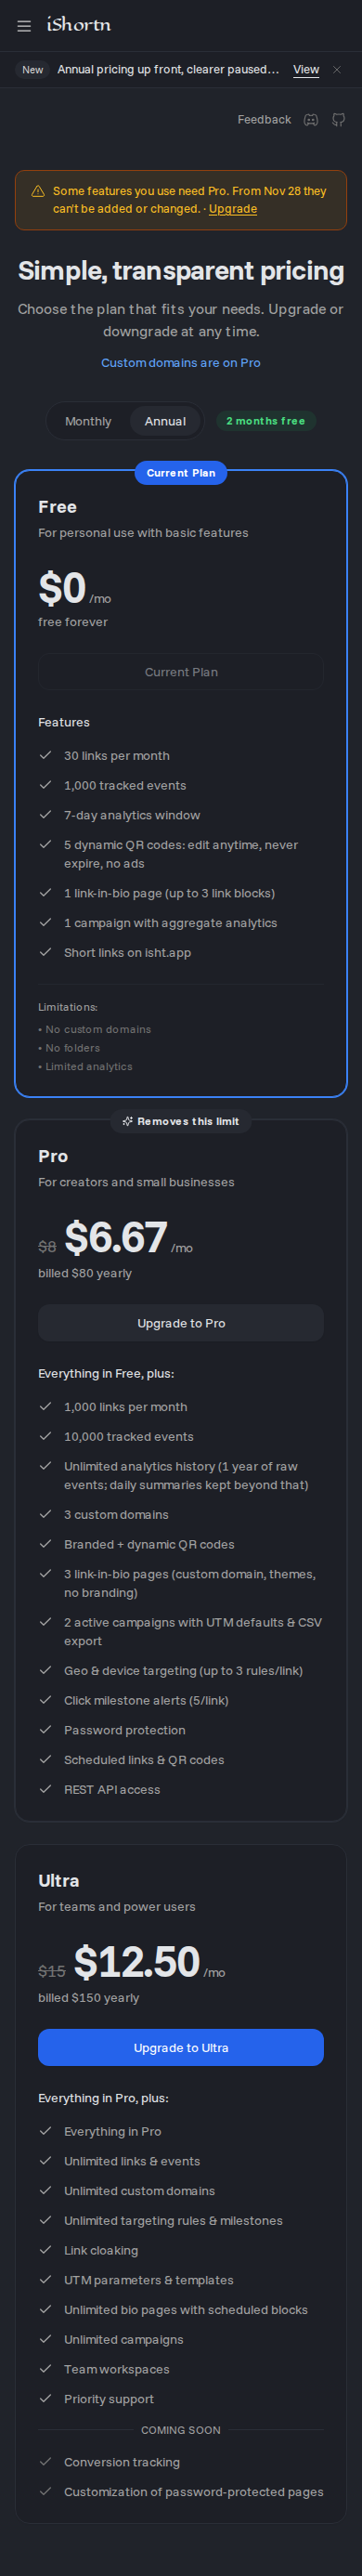 iShortn
New Annual pricing up front, clearer paused... View
Feedback
Some features you use need Pro. From Nov 28 they
can't be added or changed. · Upgrade
Simple, transparent pricing
Choose the plan that fits your needs. Upgrade or
downgrade at any time.
Custom domains are on Pro
Monthly Annual 2 months free
Current Plan
Free
For personal use with basic features
$0 /mo
free forever
Current Plan
Features
30 links per month
1,000 tracked events
7-day analytics window
5 dynamic QR codes: edit anytime, never
expire, no ads
1 link-in-bio page (up to 3 link blocks)
1 campaign with aggregate analytics
Short links on isht.app
Limitations:
• No custom domains
• No folders
• Limited analytics
Removes this limit
Pro
For creators and small businesses
$8 $6.67 /mo
billed $80 yearly
Upgrade to Pro
Everything in Free, plus:
1,000 links per month
10,000 tracked events
Unlimited analytics history (1 year of raw
events; daily summaries kept beyond that)
3 custom domains
Branded + dynamic QR codes
3 link-in-bio pages (custom domain, themes,
no branding)
2 active campaigns with UTM defaults & CSV
export
Geo & device targeting (up to 3 rules/link)
Click milestone alerts (5/link)
Password protection
Scheduled links & QR codes
REST API access
Ultra
For teams and power users
$15 $12.50 /mo
billed $150 yearly
Upgrade to Ultra
Everything in Pro, plus:
Everything in Pro
Unlimited links & events
Unlimited custom domains
Unlimited targeting rules & milestones
Link cloaking
UTM parameters & templates
Unlimited bio pages with scheduled blocks
Unlimited campaigns
Team workspaces
Priority support
COMING SOON
Conversion tracking
Customization of password-protected pages